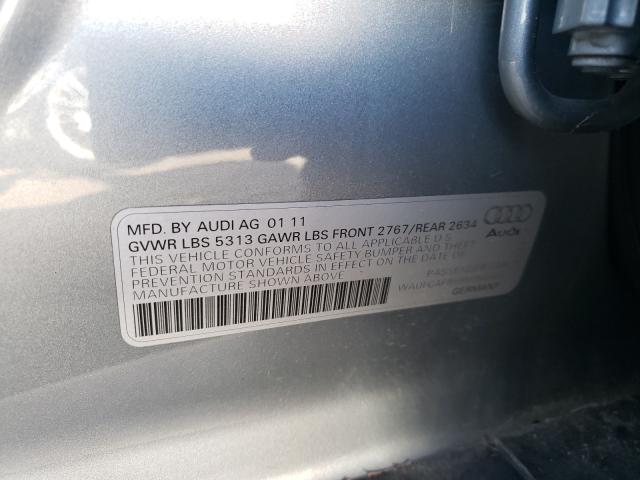 MFD. BY AUDI AG 01 11
GVWR LBS 5313 GAWR LBS FRONT 2767/REAR 2634
THIS VEHICLE CONFORMS TO ALL APPLICABLE U.S.
FEDERAL MOTOR VEHICLE SAFETY BUMPER AND THEFT
PREVENTION STANDARDS IN EFFECT ON THE DATE OF
MANUFACTURE SHOWN ABOVE
Audi
PASSENGER
GERMANY